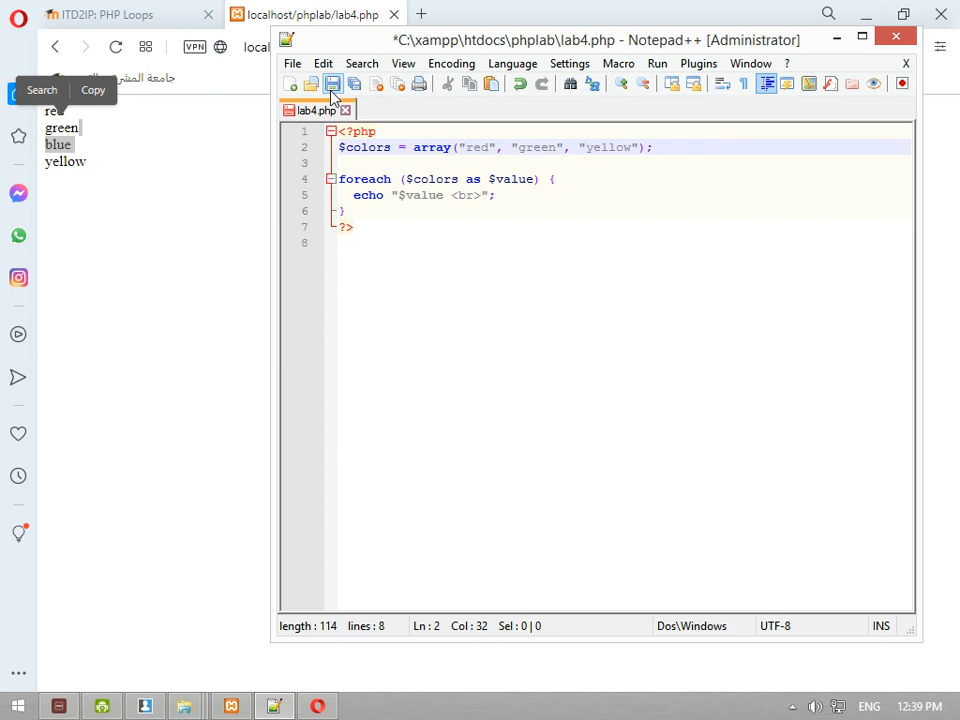 ITD2IP: PHP Loops
localhost/phplab/lab4.php
VPN
local
Search
Copy
green
blue
yellow
*C:\xampp\htdocs\phplab\lab4.php - Notepad++ [Administrator]
File Edit Search View Encoding Language Settings Macro Run Plugins Window ? X
lab4.php
1 <?php
2 $colors = array("red", "green", "yellow");
3
4 foreach ($colors as $value) {
5 echo "$value <br>";
6 }
7 ?>
8
length : 114 lines : 8 Ln : 2 Col : 32 Sel : 0 | 0 Dos\Windows UTF-8 INS
ENG 12:39 PM